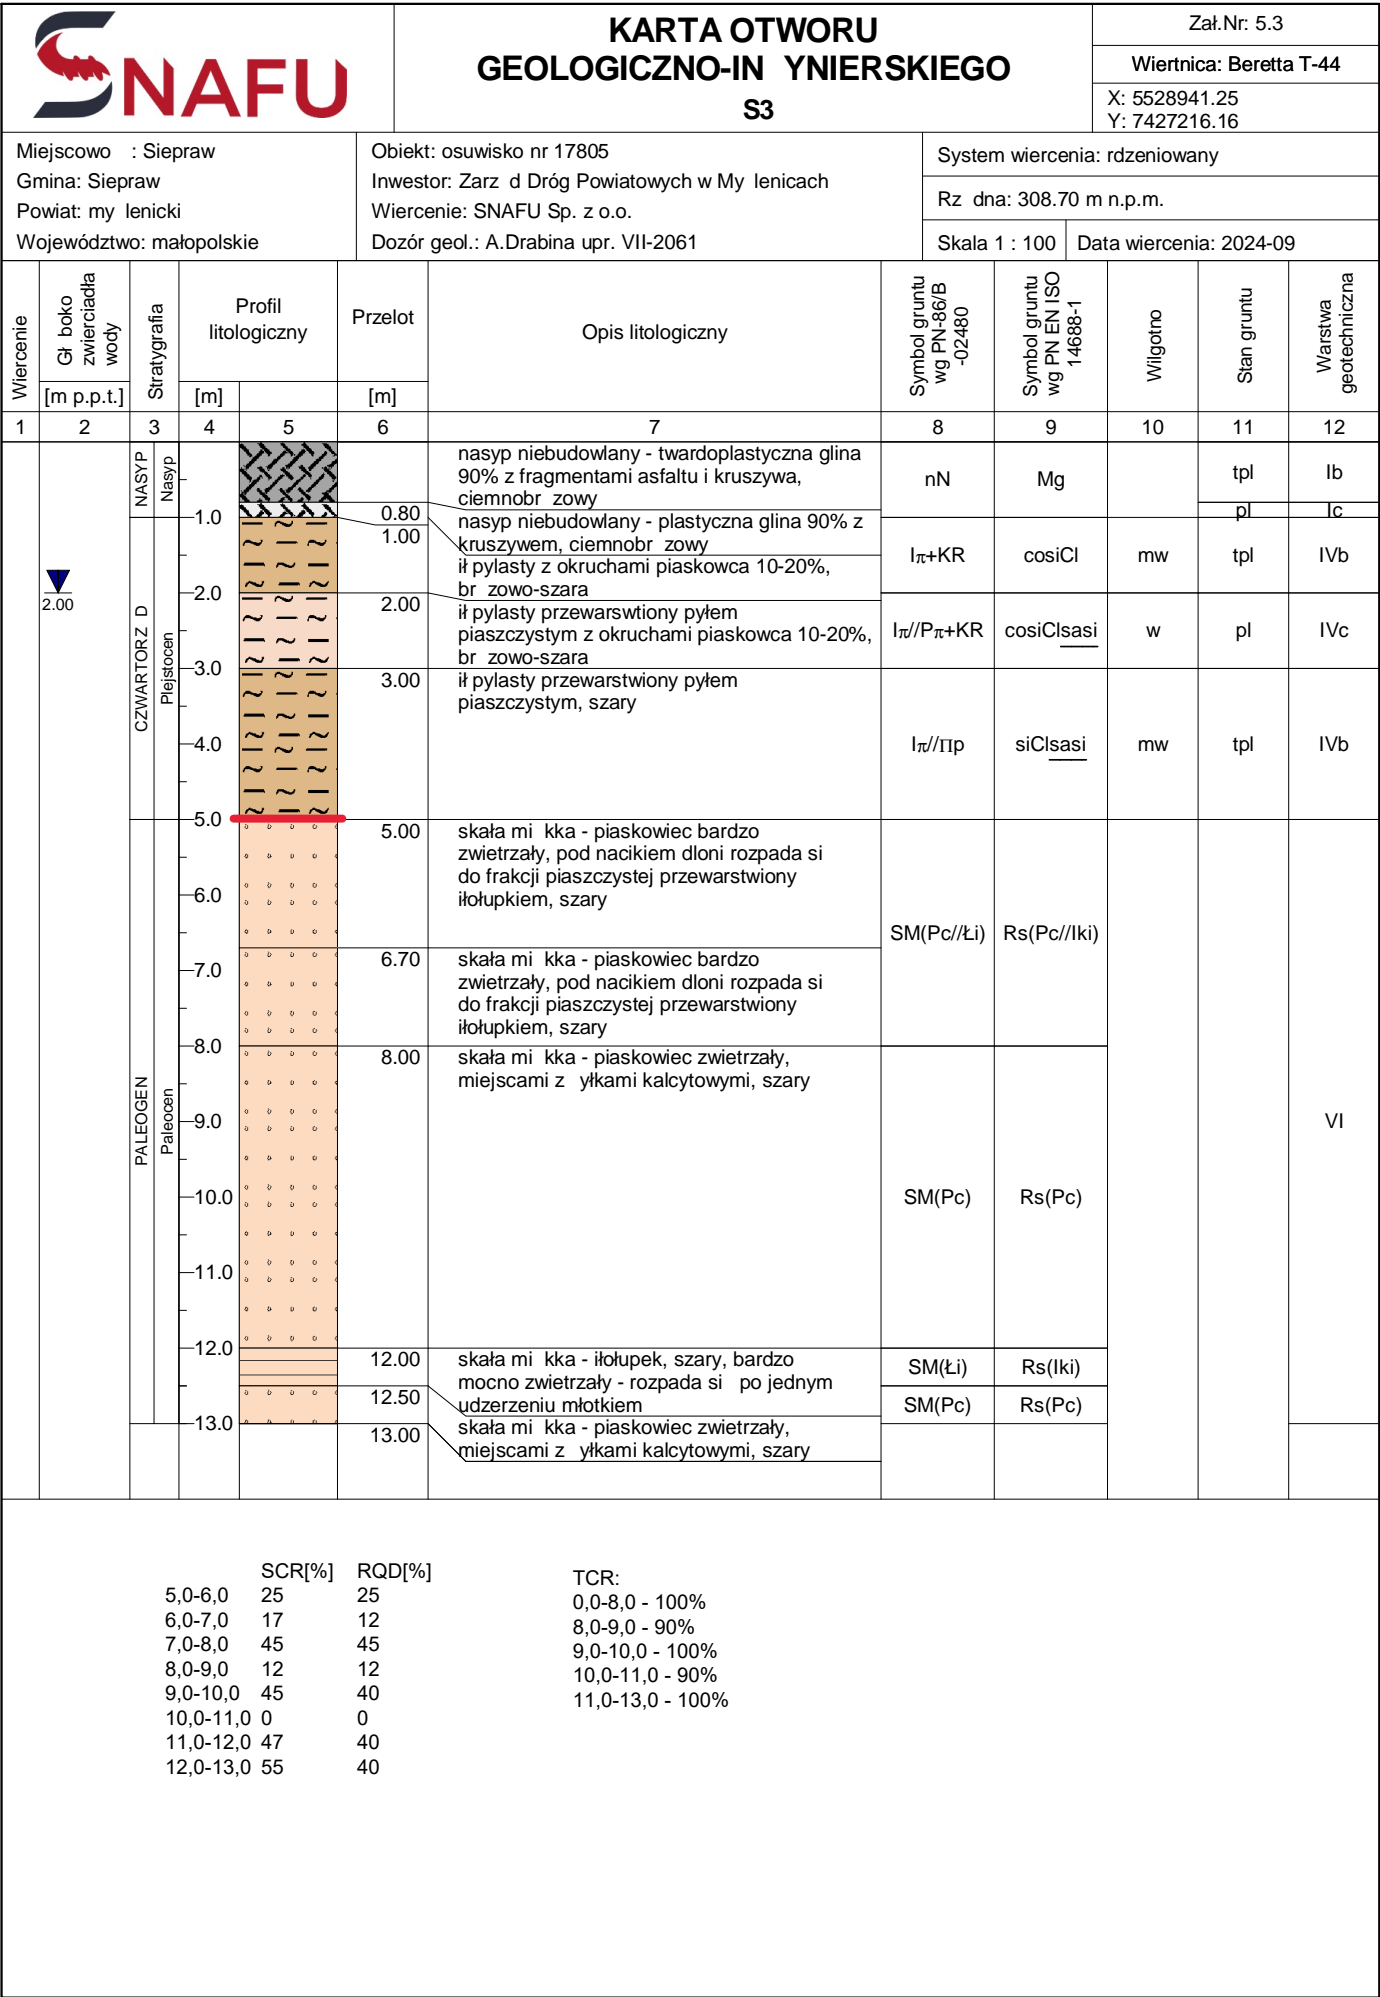 SNAFU
KARTA OTWORU
GEOLOGICZNO-IN YNIERSKIEGO
S3
Zał.Nr: 5.3
Wiertnica: Beretta T-44
X: 5528941.25
Y: 7427216.16
Miejscowo : Siepraw
Gmina: Siepraw
Powiat: my lenicki
Województwo: małopolskie
Obiekt: osuwisko nr 17805
Inwestor: Zarz d Dróg Powiatowych w My lenicach
Wiercenie: SNAFU Sp. z o.o.
Dozór geol.: A.Drabina upr. VII-2061
System wiercenia: rdzeniowany
Rz dna: 308.70 m n.p.m.
Skala 1 : 100
Data wiercenia: 2024-09
Wiercenie
Gł boko
zwierciadła
wody
[m p.p.t.]
Stratygrafia
Profil
litologiczny
[m]
Przelot
[m]
Opis litologiczny
Symbol gruntu
wg PN-86/B
-02480
Symbol gruntu
wg PN EN ISO
14688-1
Wilgotno
Stan gruntu
Warstwa
geotechniczna
1 2 3 4 5 6 7 8 9 10 11 12
2.00
NASYP
Nasyp
CZWARTORZ D
Plejstocen
PALEOGEN
Paleocen
1.0
2.0
3.0
4.0
5.0
6.0
7.0
8.0
9.0
10.0
11.0
12.0
13.0
nasyp niebudowlany - twardoplastyczna glina
90% z fragmentami asfaltu i kruszywa,
ciemnobr zowy
nN Mg tpl Ib
0.80
nasyp niebudowlany - plastyczna glina 90% z
kruszywem, ciemnobr zowy
pl Ic
1.00
ił pylasty z okruchami piaskowca 10-20%,
br zowo-szara
Iπ+KR cosiCl mw tpl IVb
2.00
ił pylasty przewarswtiony pyłem
piaszczystym z okruchami piaskowca 10-20%,
br zowo-szara
Iπ//Pπ+KR cosiClsasi w pl IVc
3.00
ił pylasty przewarstwiony pyłem
piaszczystym, szary
Iπ//Πp siClsasi mw tpl IVb
5.00
skała mi kka - piaskowiec bardzo
zwietrzały, pod nacikiem dloni rozpada si
do frakcji piaszczystej przewarstwiony
iłołupkiem, szary
SM(Pc//Łi) Rs(Pc//Iki)
6.70
skała mi kka - piaskowiec bardzo
zwietrzały, pod nacikiem dloni rozpada si
do frakcji piaszczystej przewarstwiony
iłołupkiem, szary
8.00
skała mi kka - piaskowiec zwietrzały,
miejscami z yłkami kalcytowymi, szary
SM(Pc) Rs(Pc)
VI
12.00
skała mi kka - iłołupek, szary, bardzo
mocno zwietrzały - rozpada si po jednym
udzerzeniu młotkiem
SM(Łi) Rs(Iki)
12.50
skała mi kka - piaskowiec zwietrzały,
miejscami z yłkami kalcytowymi, szary
SM(Pc) Rs(Pc)
13.00
SCR[%] RQD[%]
5,0-6,0 25 25
6,0-7,0 17 12
7,0-8,0 45 45
8,0-9,0 12 12
9,0-10,0 45 40
10,0-11,0 0 0
11,0-12,0 47 40
12,0-13,0 55 40
TCR:
0,0-8,0 - 100%
8,0-9,0 - 90%
9,0-10,0 - 100%
10,0-11,0 - 90%
11,0-13,0 - 100%